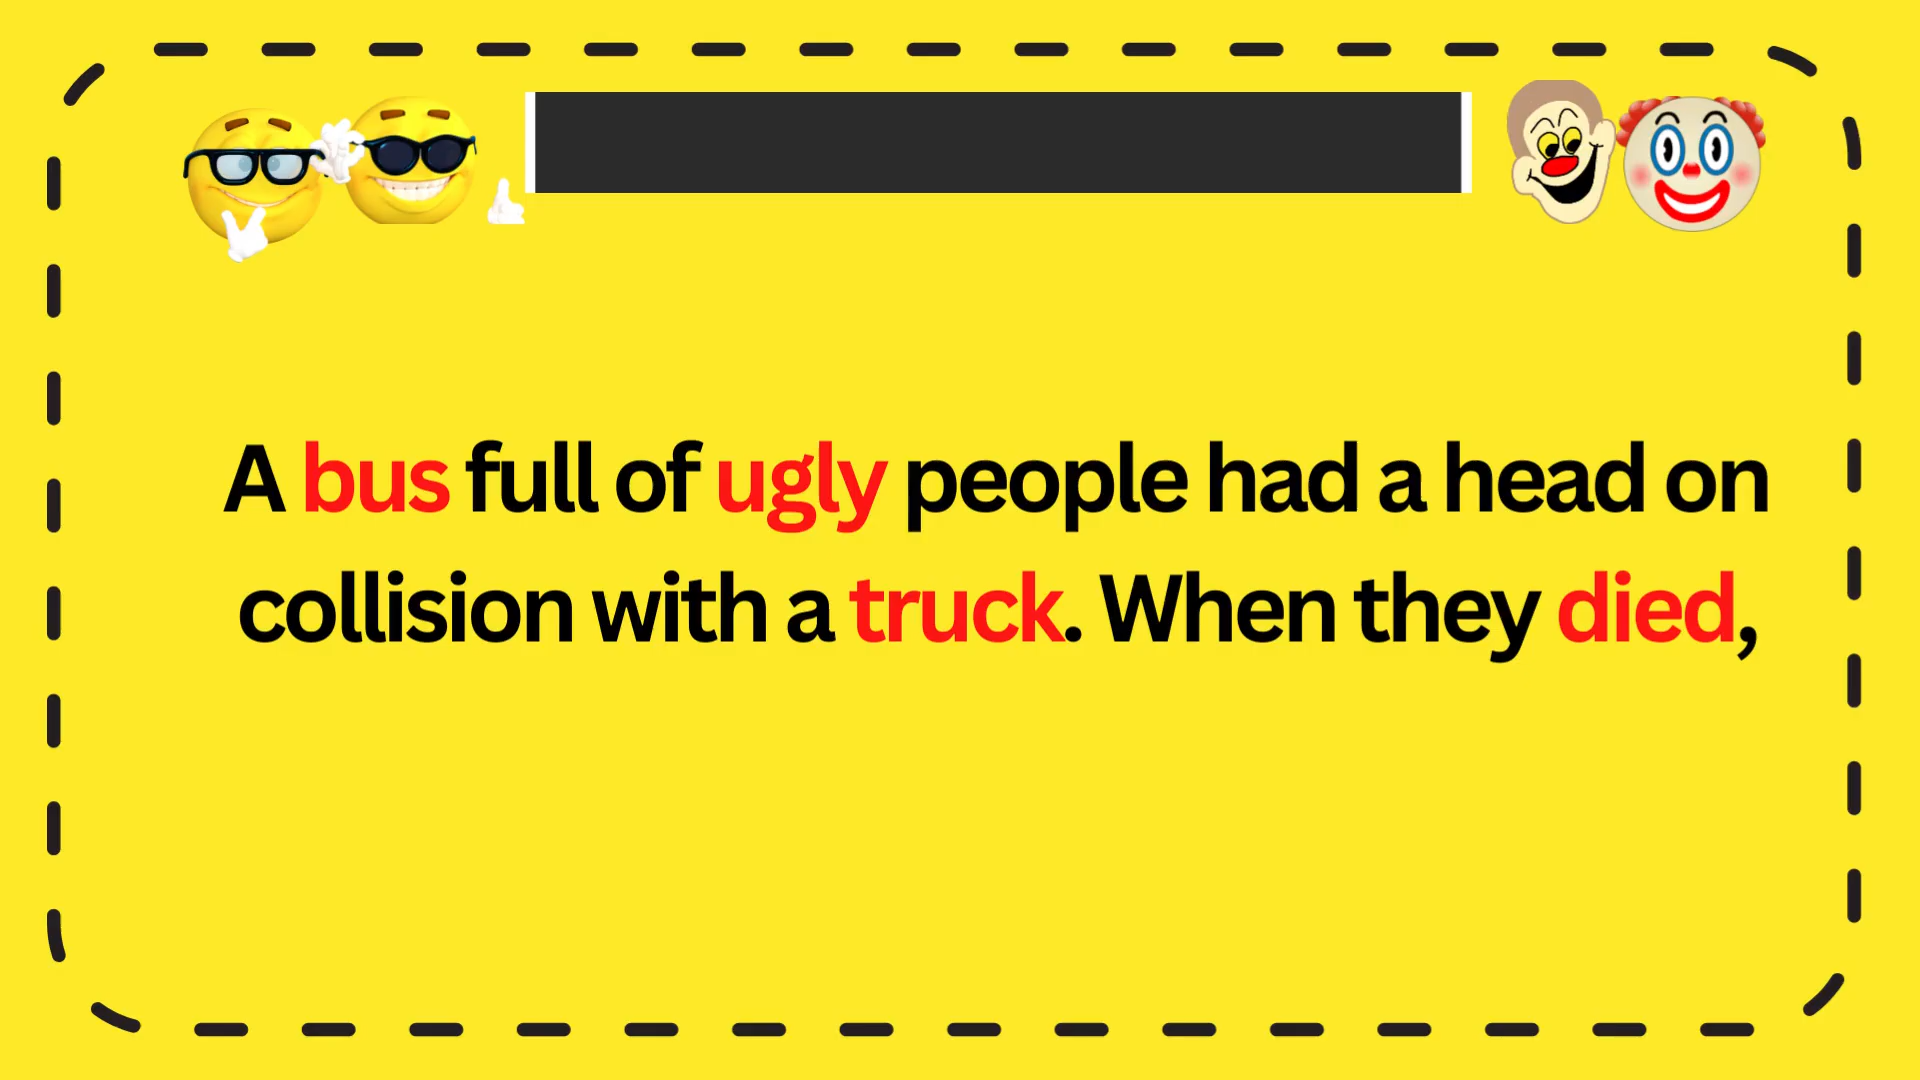 A bus full of ugly people had a head on
collision with a truck. When they died,